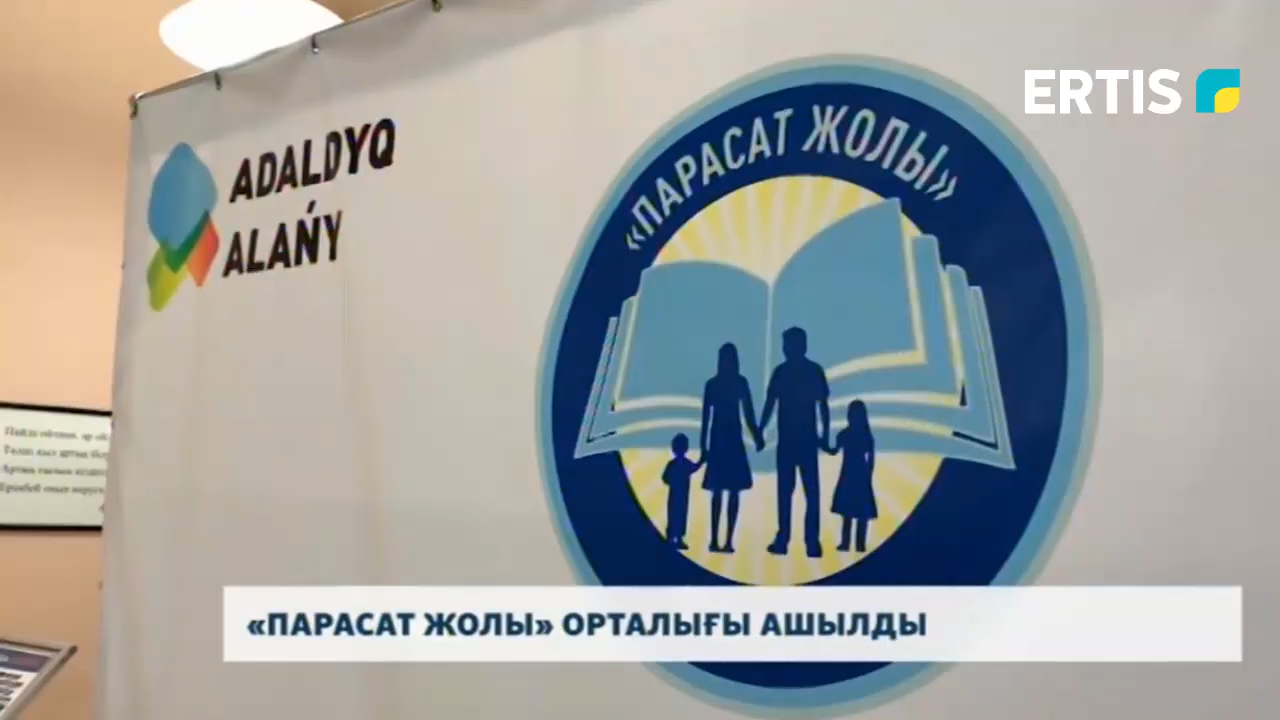 ERTIS
ADALDYQ
ALAŃY
«ПАРАСАТ ЖОЛЫ»
«ПАРАСАТ ЖОЛЫ» ОРТАЛЫҒЫ АШЫЛДЫ